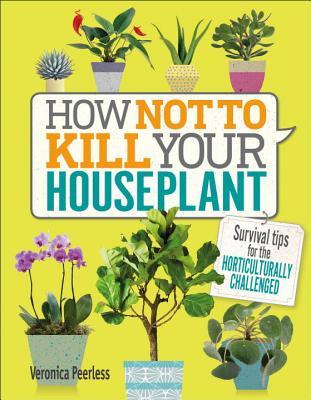 HOW NOT TO
KILL YOUR
HOUSEPLANT
Survival tips
for the
HORTICULTURALLY
CHALLENGED
Veronica Peerless